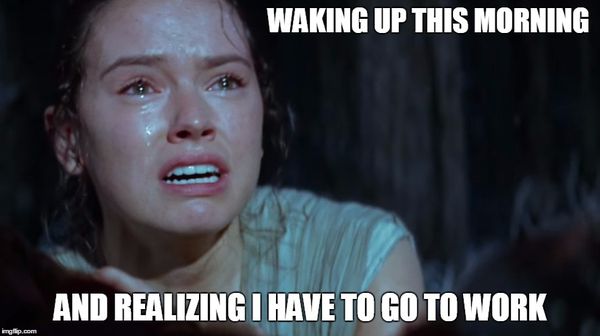 WAKING UP THIS MORNING
AND REALIZING I HAVE TO GO TO WORK
imgflip.com